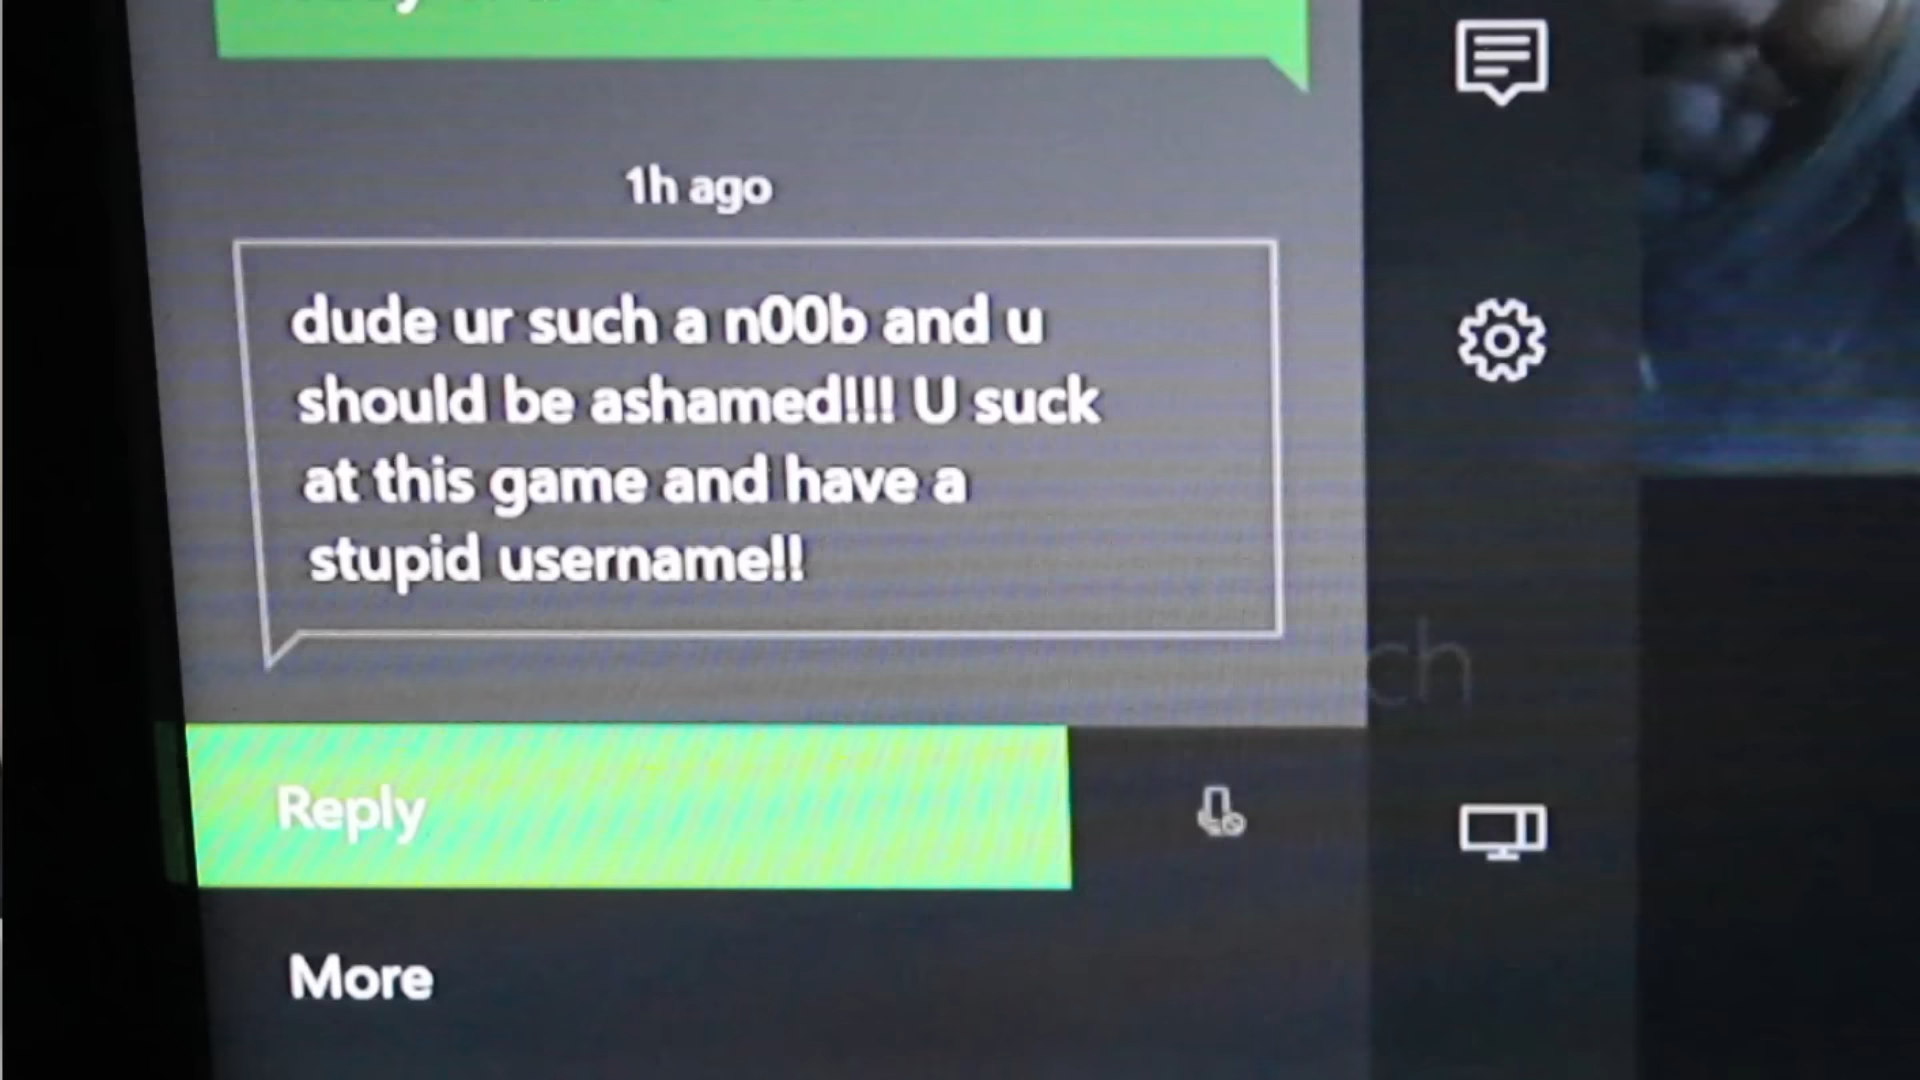 1h ago
dude ur such a n00b and u
should be ashamed!!! U suck
at this game and have a
stupid username!!
ch
Reply
More